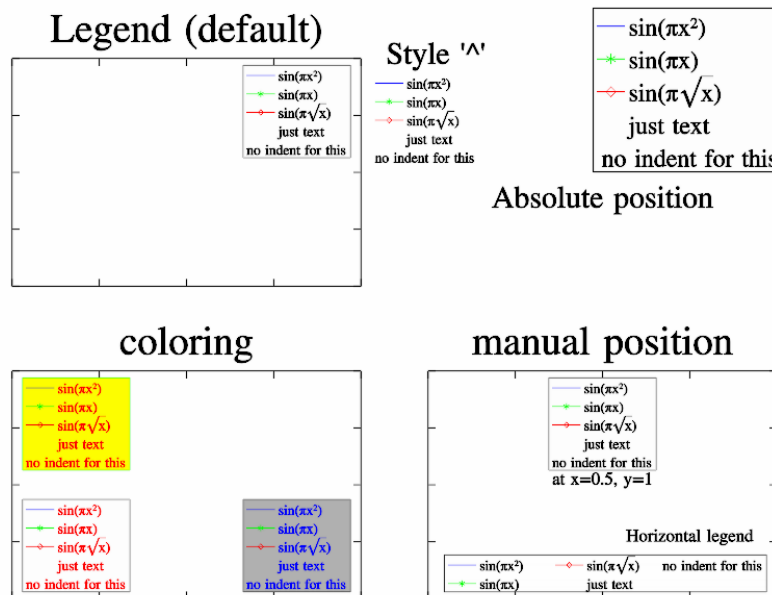 Legend (default)
sin(πx²)
sin(πx)
sin(π√x)
just text
no indent for this
Style '^'
sin(πx²)
sin(πx)
sin(π√x)
just text
no indent for this
sin(πx²)
sin(πx)
sin(π√x)
just text
no indent for this
Absolute position
coloring
sin(πx²)
sin(πx)
sin(π√x)
just text
no indent for this
sin(πx²)
sin(πx)
sin(π√x)
just text
no indent for this
sin(πx²)
sin(πx)
sin(π√x)
just text
no indent for this
manual position
sin(πx²)
sin(πx)
sin(π√x)
just text
no indent for this
at x=0.5, y=1
Horizontal legend
sin(πx²) sin(π√x) no indent for this
sin(πx) just text